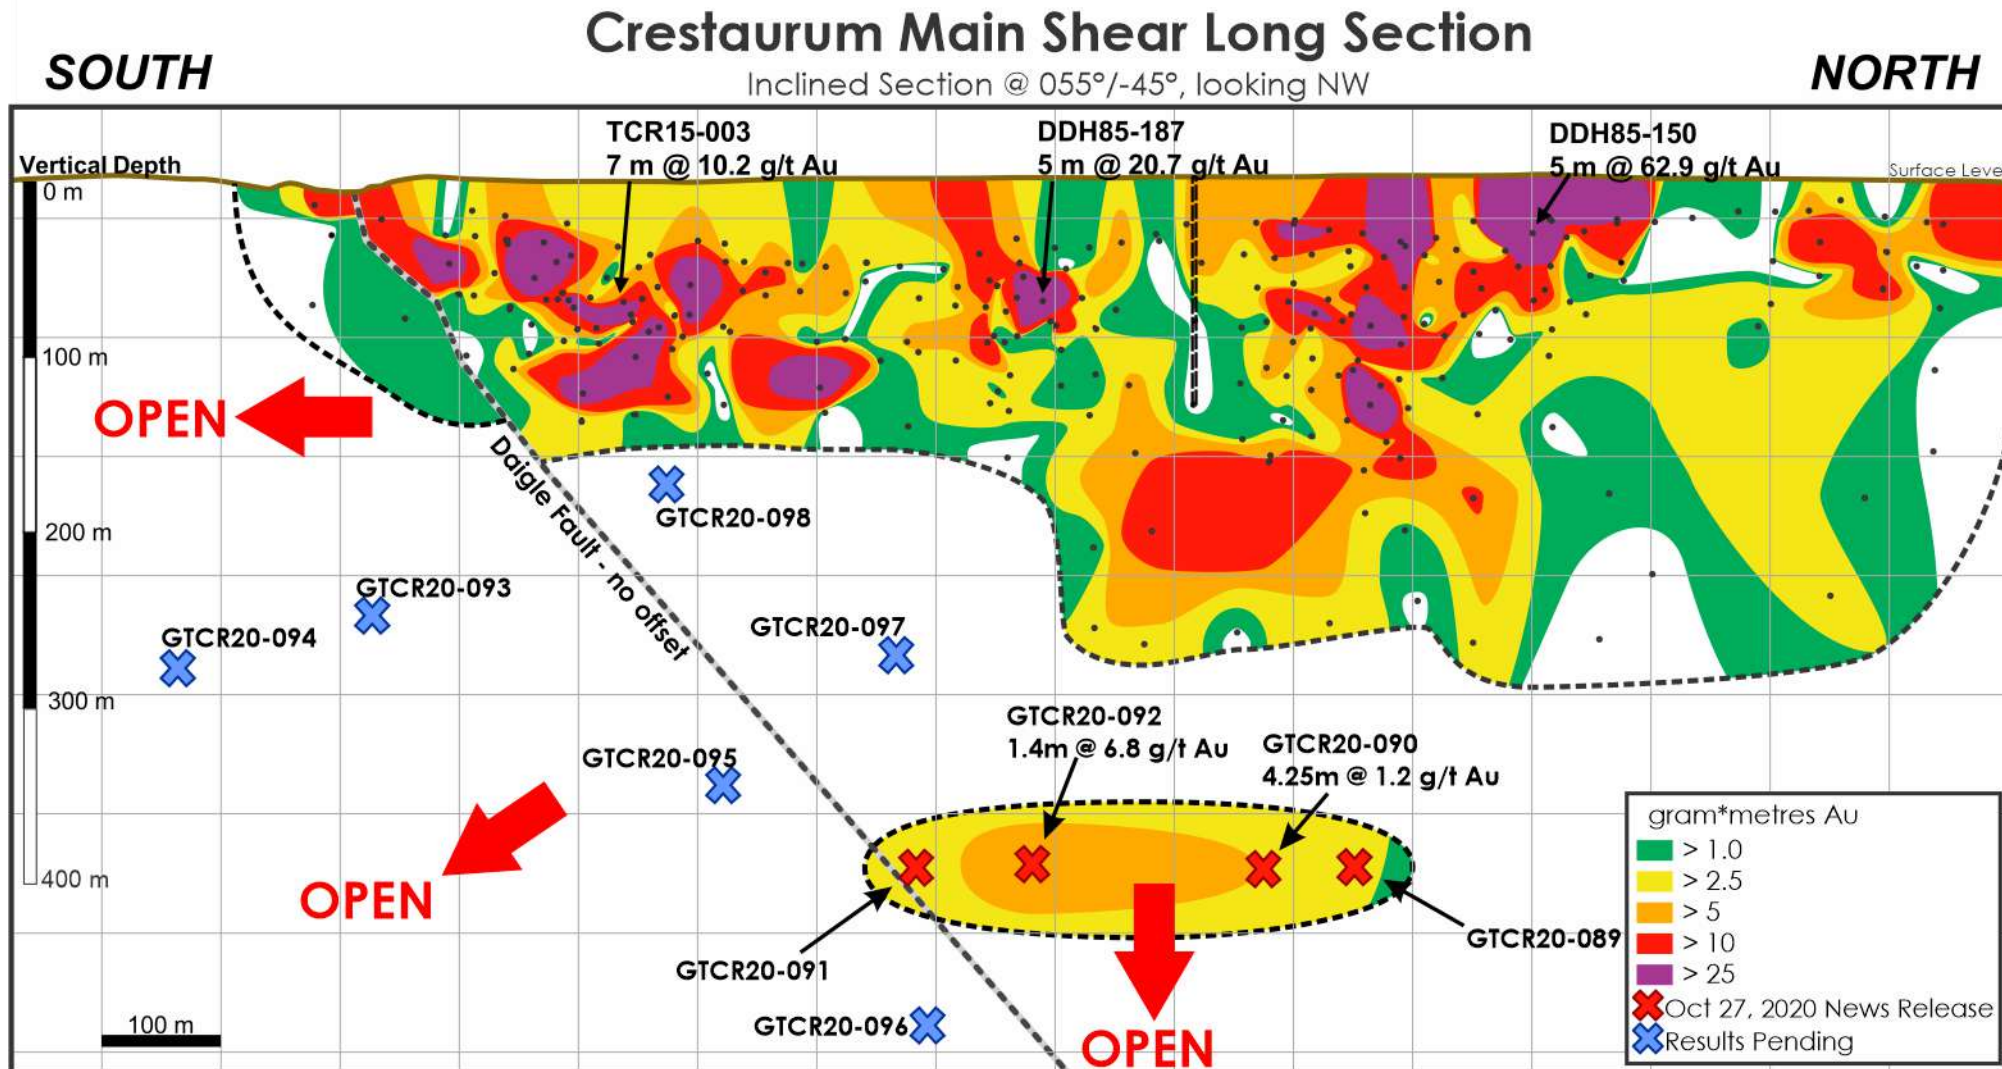 Crestaurum Main Shear Long Section
Inclined Section @ 055°/-45°, looking NW
SOUTH
NORTH
TCR15-003
7 m @ 10.2 g/t Au
DDH85-187
5 m @ 20.7 g/t Au
DDH85-150
5 m @ 62.9 g/t Au
Vertical Depth
Surface Leve
0 m
100 m
200 m
300 m
400 m
OPEN
Daigle Fault - no offset
GTCR20-098
GTCR20-093
GTCR20-094
GTCR20-097
GTCR20-095
GTCR20-092
1.4m @ 6.8 g/t Au
GTCR20-090
4.25m @ 1.2 g/t Au
OPEN
GTCR20-091
GTCR20-089
GTCR20-096
OPEN
100 m
gram*metres Au
> 1.0
> 2.5
> 5
> 10
> 25
Oct 27, 2020 News Release
Results Pending